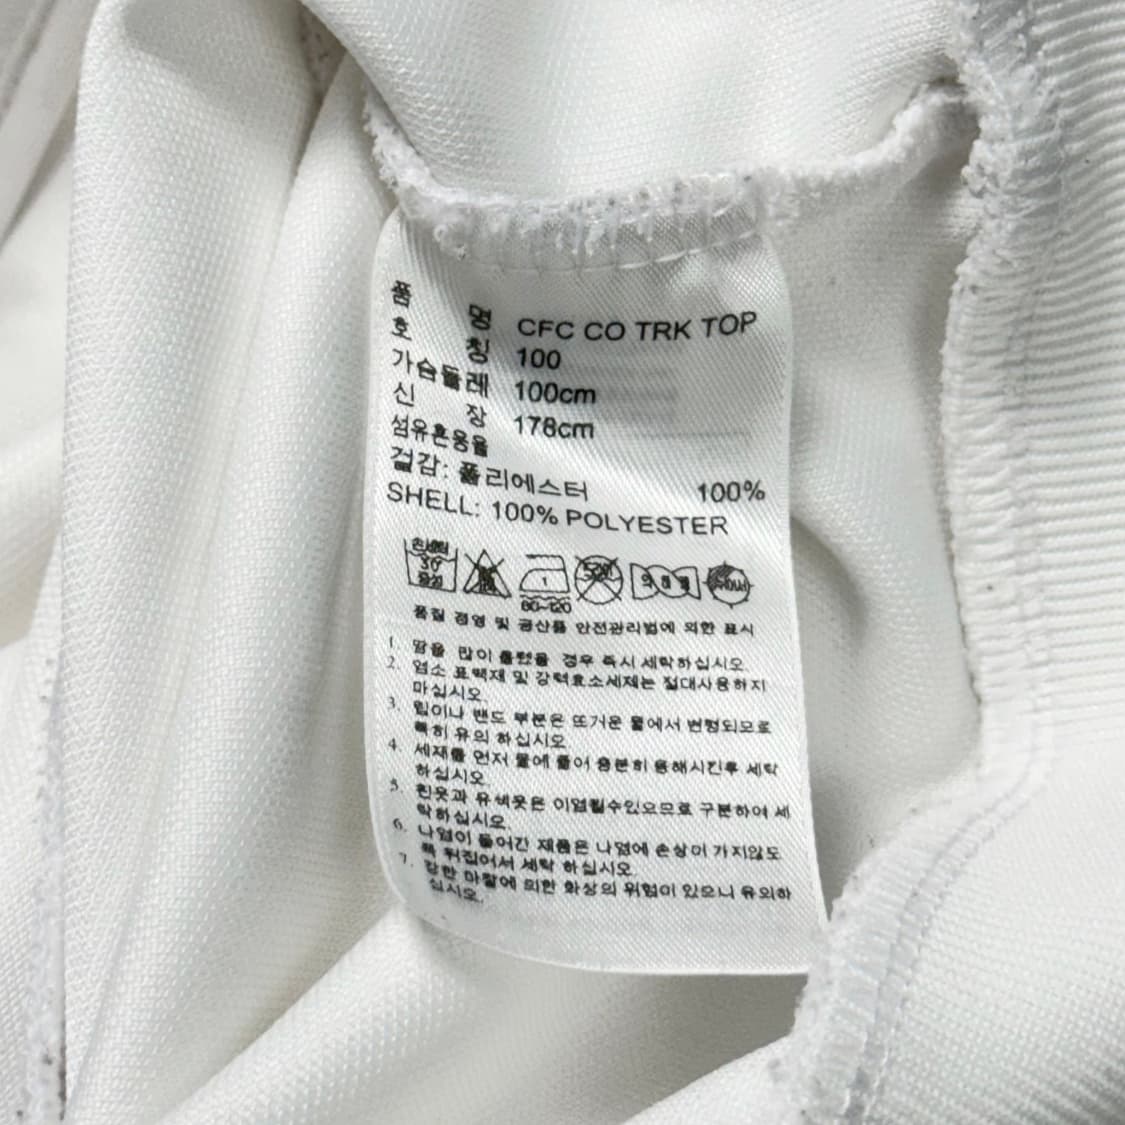 품 명 CFC CO TRK TOP
호 칭 100
가슴둘레 100cm
신 장 178cm
섬유혼용율
겉감: 폴리에스터 100%
SHELL: 100% POLYESTER
30°
중성
1
80~120
품질 경영 및 공산품 안전관리법에 의한 표시
1. 땀을 많이 흘렸을 경우 즉시 세탁하십시오.
2. 염소 표백재 및 강력효소세제는 절대사용하지
마십시오.
3. 립이나 밴드 부분은 뜨거운 물에서 변형되므로
특히 유의 하십시오
4. 세재를 먼저 물에 풀어 충분히 용해시킨후 세탁
하십시오.
5. 흰옷과 유색옷은 이염될수있으므로 구분하여 세
탁하십시오.
6. 나염이 들어간 제품은 나염에 손상이 가지않도
록 뒤집어서 세탁 하십시오.
7. 강한 마찰에 의한 화상의 위험이 있으니 유의하
십시오.